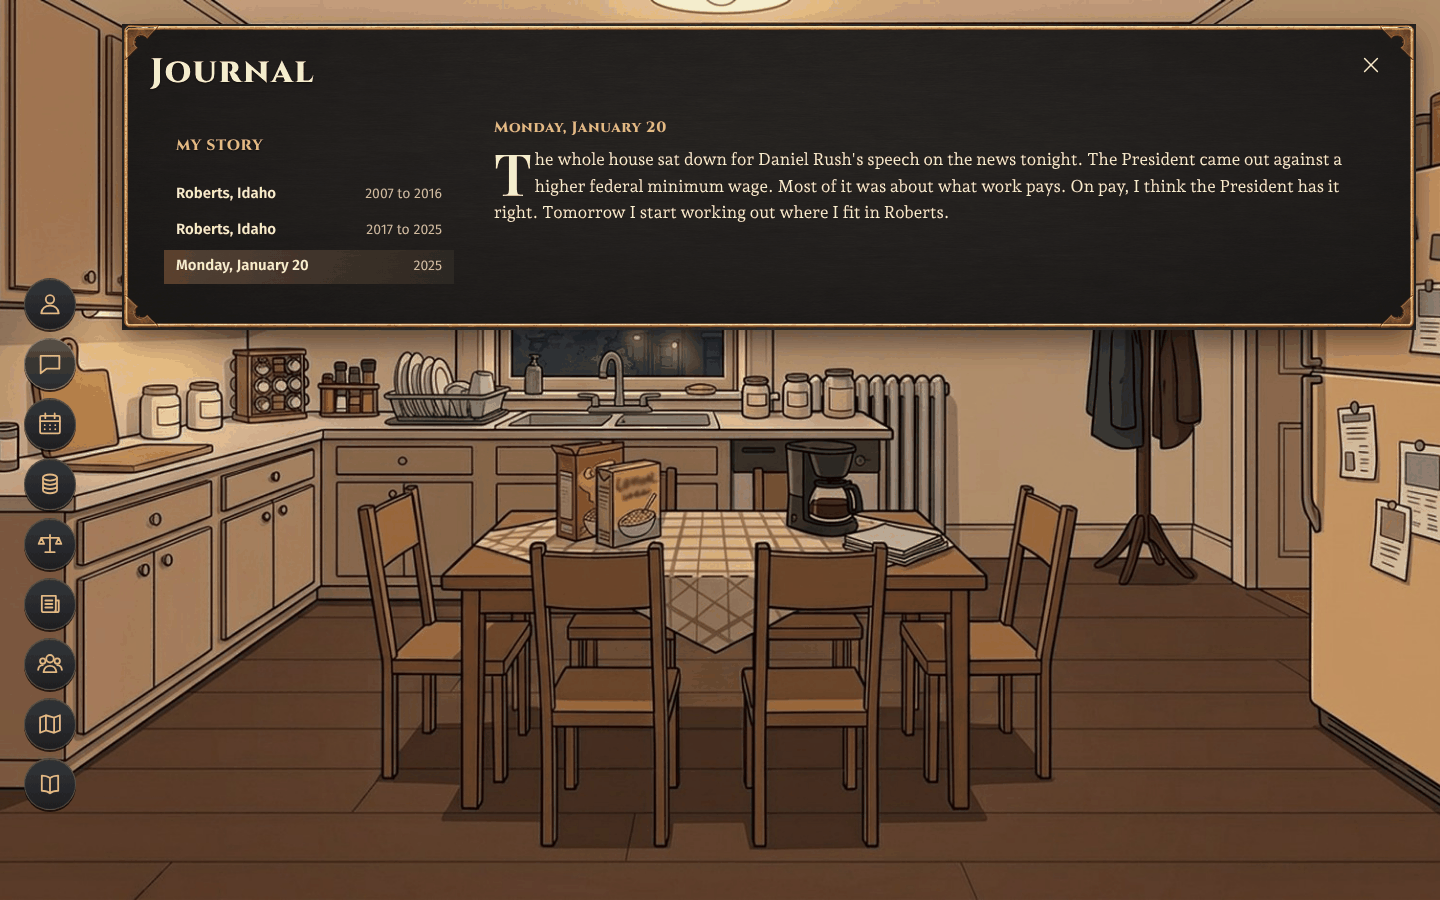 Journal
MY STORY
Roberts, Idaho 2007 to 2016
Roberts, Idaho 2017 to 2025
Monday, January 20 2025
Monday, January 20
The whole house sat down for Daniel Rush's speech on the news tonight. The President came out against a
higher federal minimum wage. Most of it was about what work pays. On pay, I think the President has it
right. Tomorrow I start working out where I fit in Roberts.